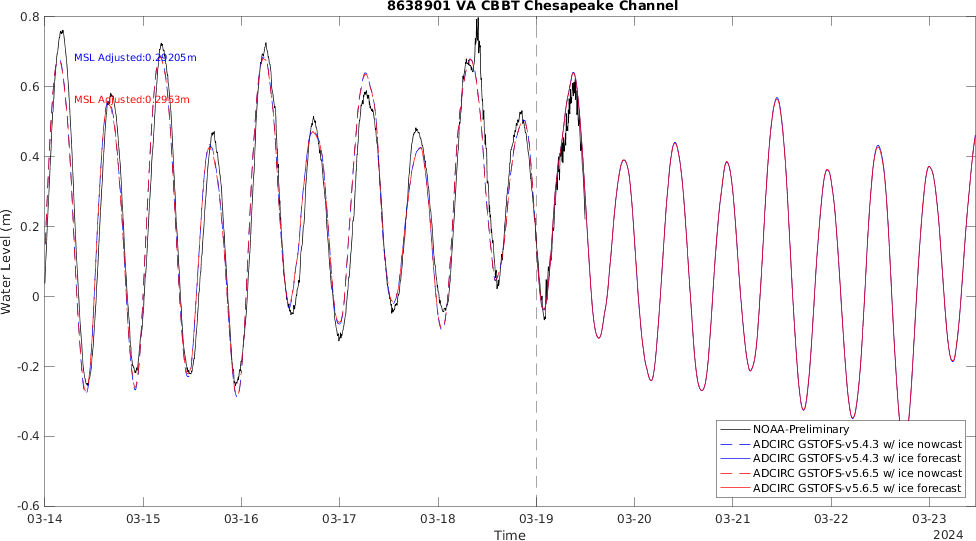 8638901 VA CBBT Chesapeake Channel
0.8
0.6
0.4
0.2
0
-0.2
-0.4
-0.6
Water Level (m)
MSL Adjusted:0.29205m
MSL Adjusted:0.2953m
NOAA-Preliminary
ADCIRC GSTOFS-v5.4.3 w/ ice nowcast
ADCIRC GSTOFS-v5.4.3 w/ ice forecast
ADCIRC GSTOFS-v5.6.5 w/ ice nowcast
ADCIRC GSTOFS-v5.6.5 w/ ice forecast
03-14 03-15 03-16 03-17 03-18 03-19 03-20 03-21 03-22 03-23
Time
2024